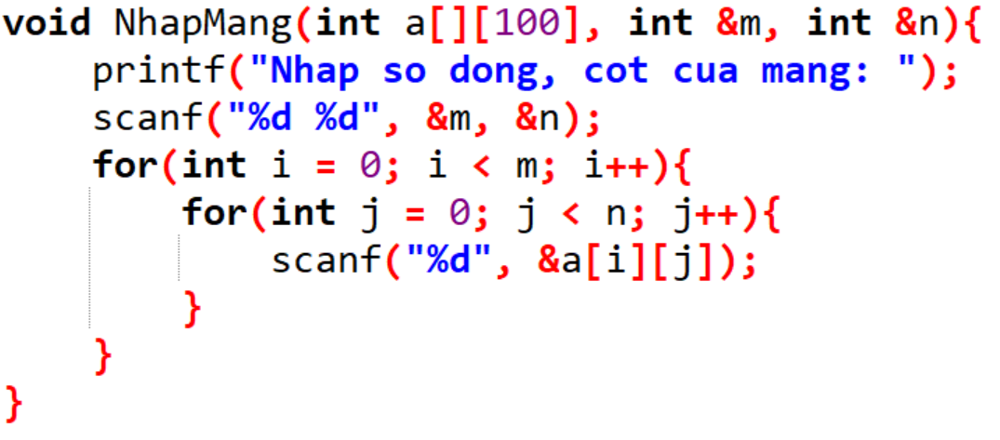 void NhapMang(int a[][100], int &m, int &n){
    printf("Nhap so dong, cot cua mang: ");
    scanf("%d %d", &m, &n);
    for(int i = 0; i < m; i++){
        for(int j = 0; j < n; j++){
            scanf("%d", &a[i][j]);
        }
    }
}